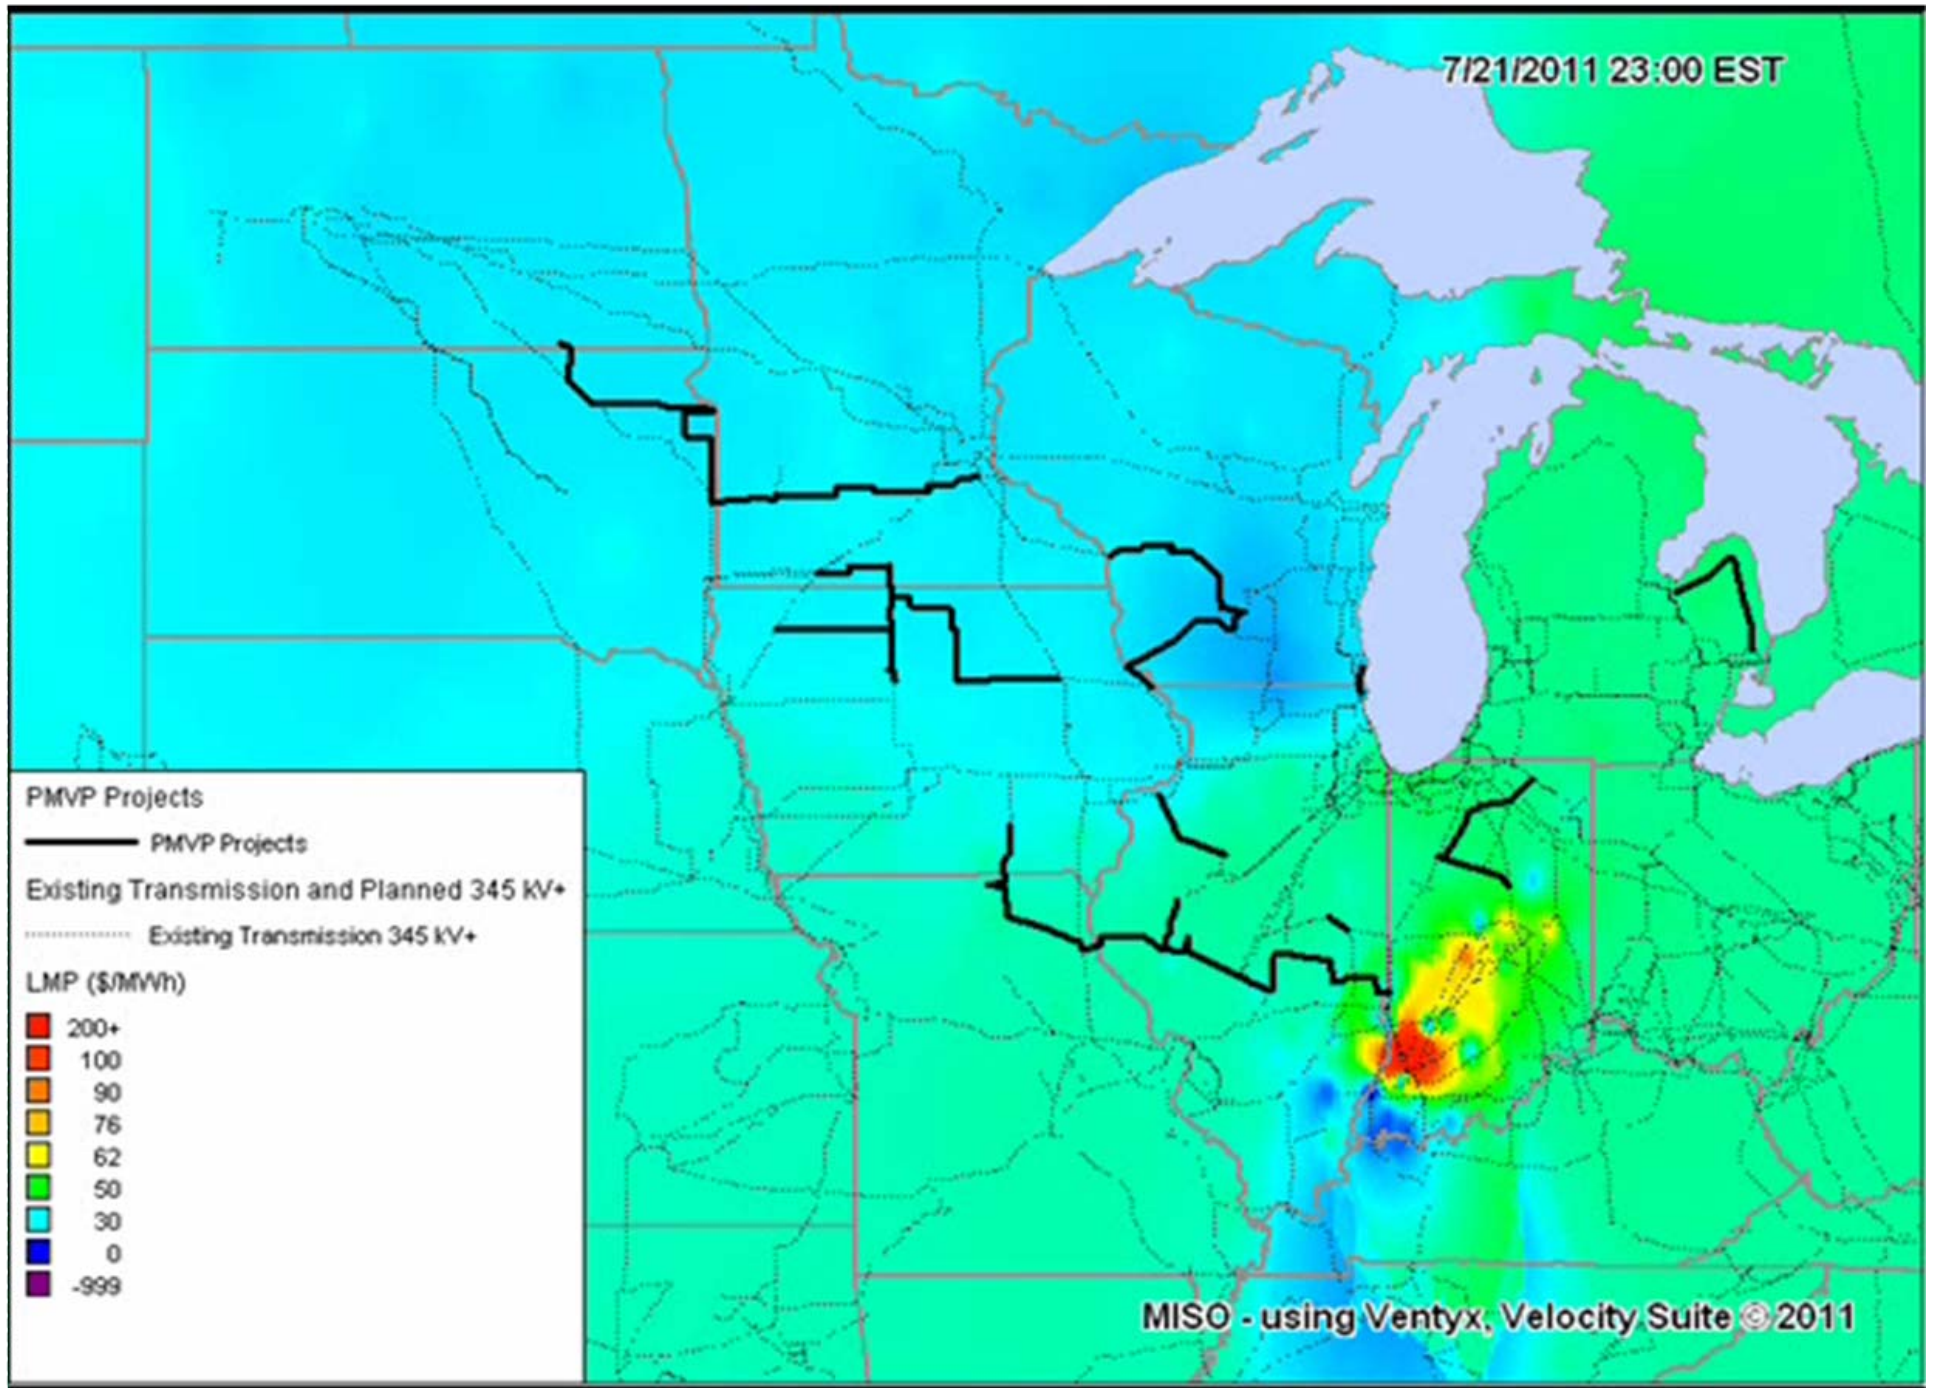 7/21/2011 23:00 EST
PMVP Projects
PMVP Projects
Existing Transmission and Planned 345 kV+
Existing Transmission 345 kV+
LMP ($/MWh)
200+
100
90
76
62
50
30
0
-999
MISO - using Ventyx, Velocity Suite © 2011